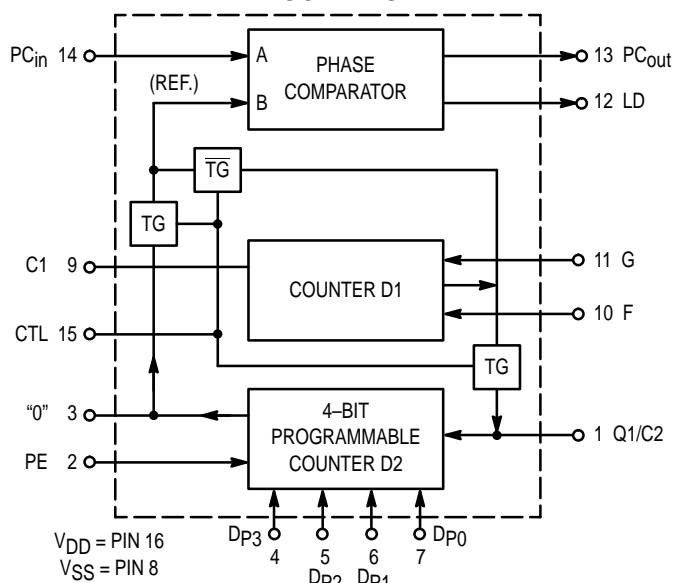 PCin 14
A
PHASE
COMPARATOR
13 PCout
(REF.)
B
12 LD
TG
TG
C1 9
COUNTER D1
11 G
10 F
CTL 15
TG
"0" 3
4–BIT
PROGRAMMABLE
COUNTER D2
1 Q1/C2
PE 2
VDD = PIN 16
VSS = PIN 8
DP3
4
5
6
7
DP0
DP2
DP1